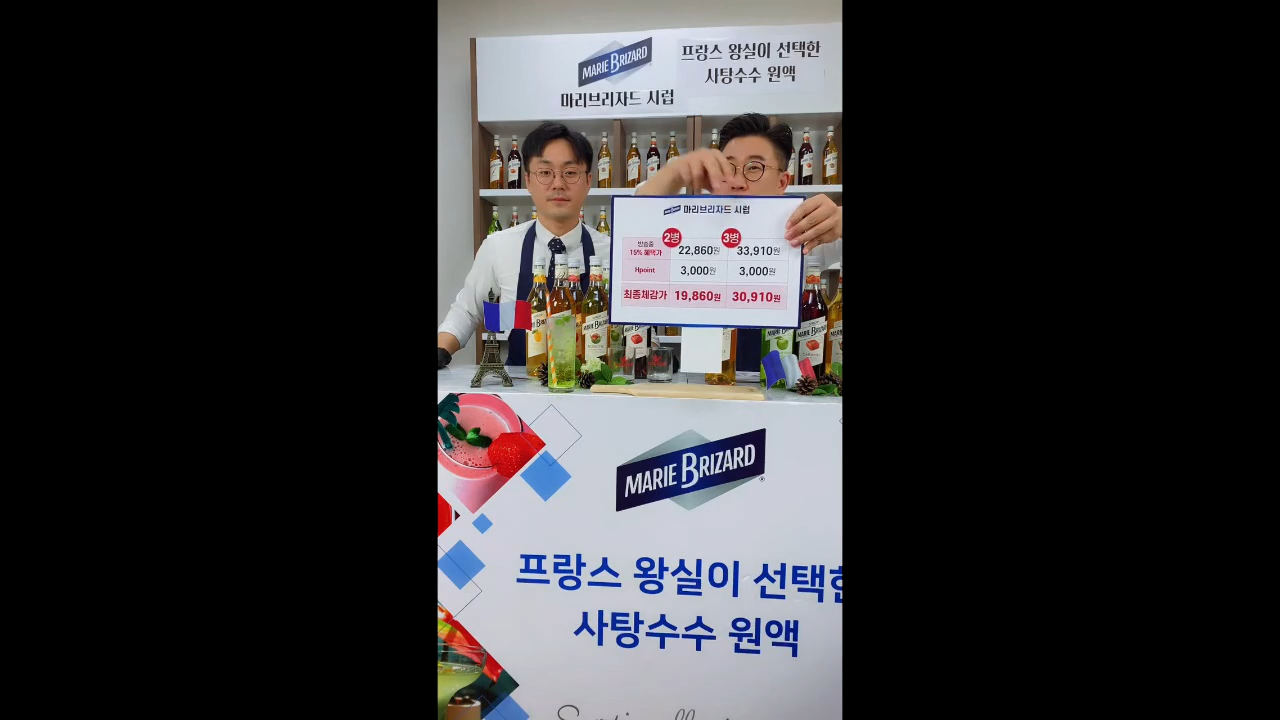 MARIE BRIZARD
마리브리자드 시럽
프랑스 왕실이 선택한
사탕수수 원액
마리브리자드 시럽
2병 3병
방송중
15% 혜택가 22,860원 33,910원
Hpoint 3,000원 3,000원
최종체감가 19,860원 30,910원
MARIE BRIZARD
프랑스 왕실이 선택한
사탕수수 원액